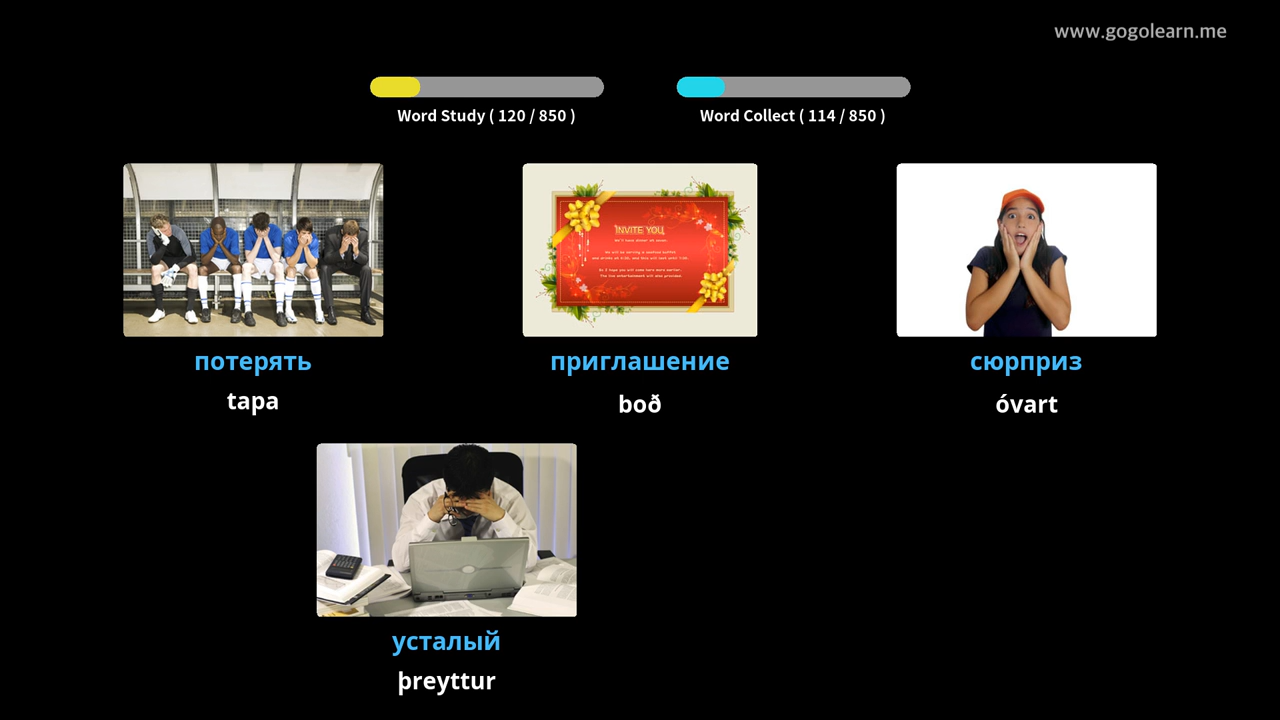 www.gogolearn.me
Word Study ( 120 / 850 )
Word Collect ( 114 / 850 )
INVITE YOU
потерять
приглашение
сюрприз
tapa
boð
óvart
усталый
þreyttur